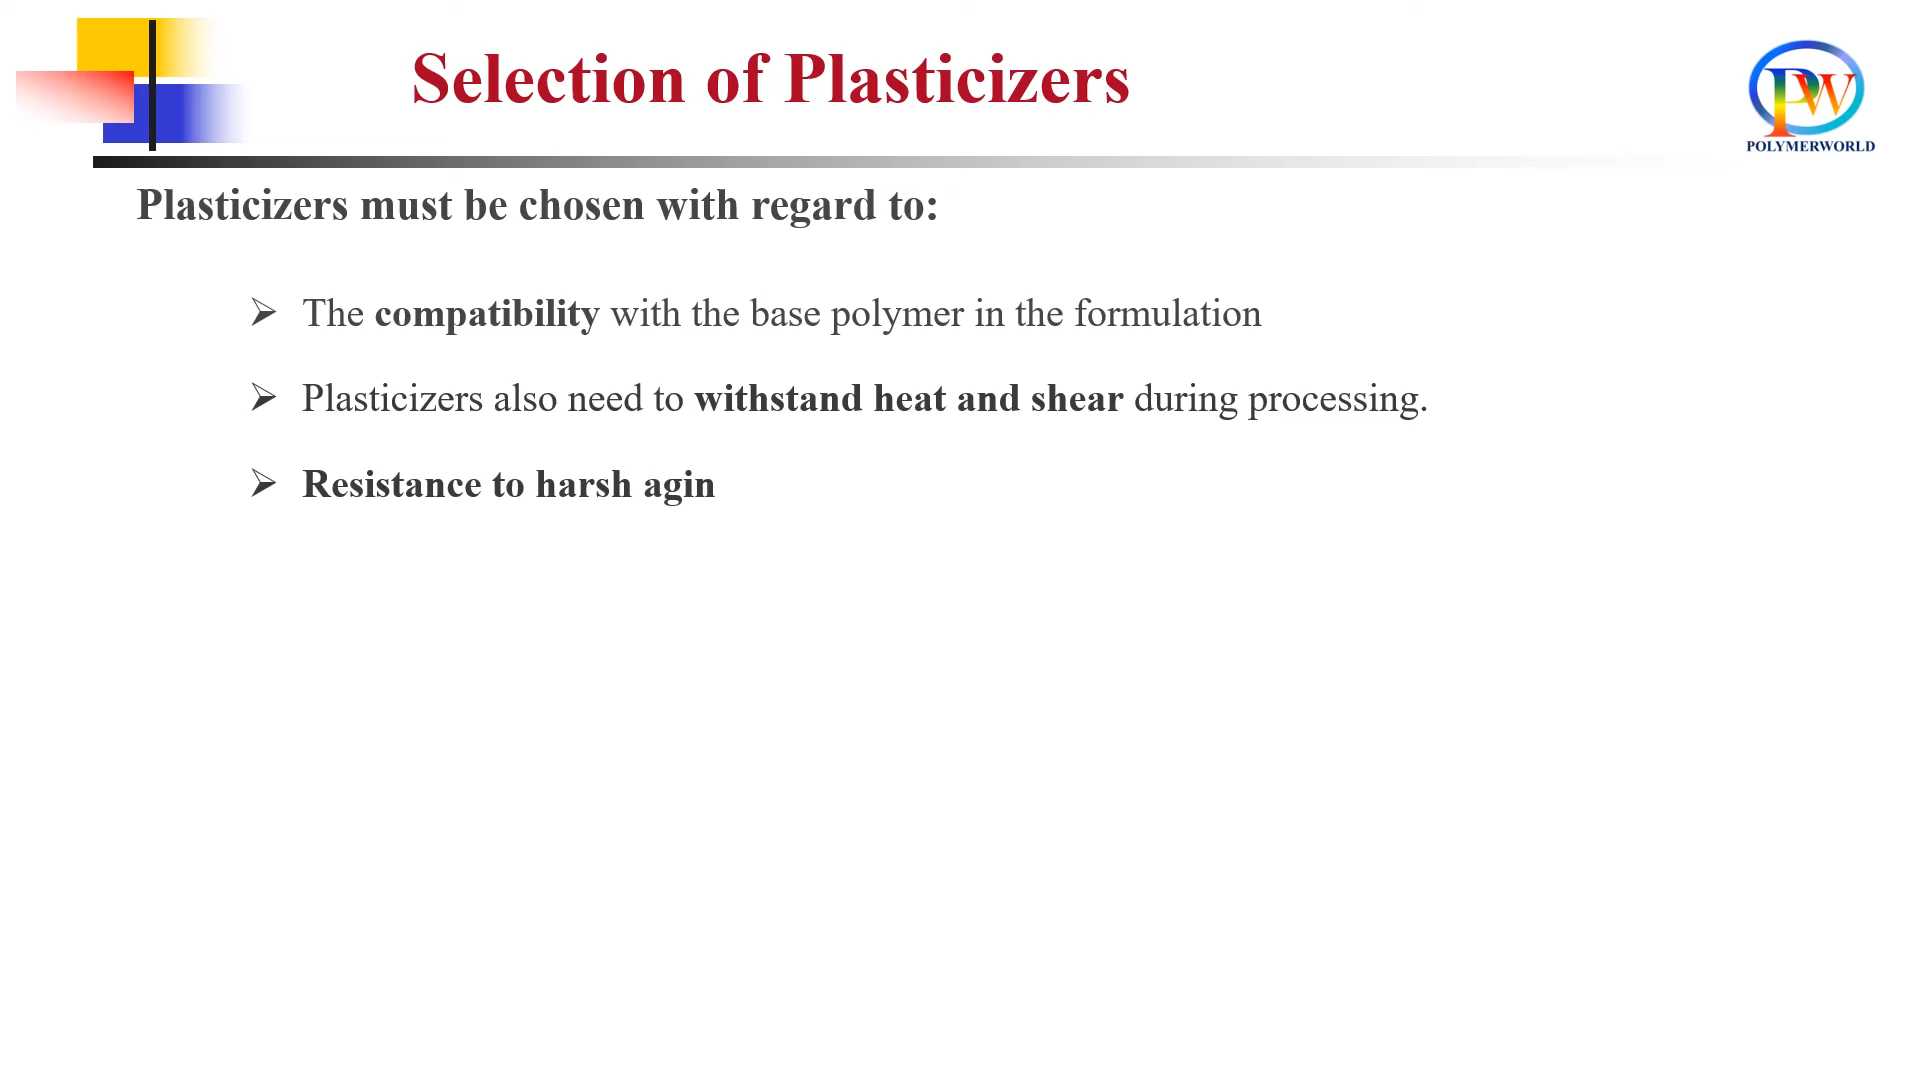 Selection of Plasticizers
PW
POLYMERWORLD
Plasticizers must be chosen with regard to:
➢ The compatibility with the base polymer in the formulation
➢ Plasticizers also need to withstand heat and shear during processing.
➢ Resistance to harsh agin